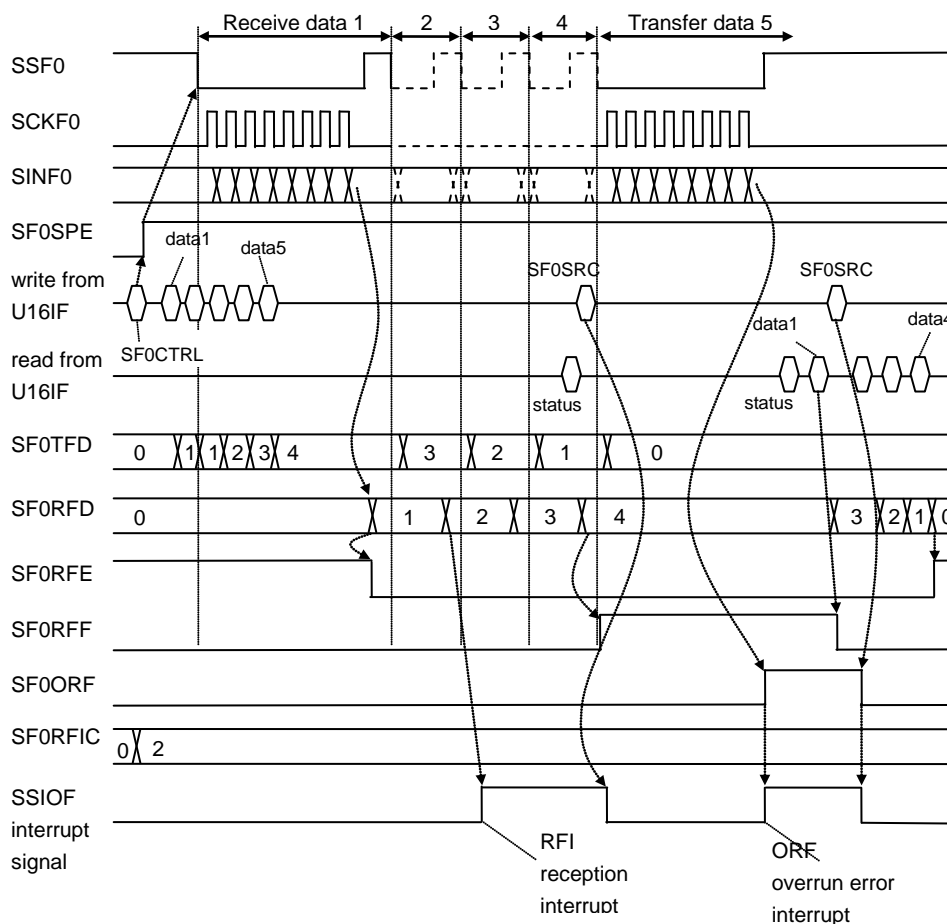 Receive data 1 2 3 4 Transfer data 5
SSF0
SCKF0
SINF0
SF0SPE
data1 data5
write from SF0SRC SF0SRC
U16IF
data1 data4
SF0CTRL
read from
U16IF
status status
SF0TFD 0 1 1 2 3 4 3 2 1 0
SF0RFD 0 1 2 3 4 3 2 1 0
SF0RFE
SF0RFF
SF0ORF
SF0RFIC
0 2
SSIOF
interrupt
signal
RFI
reception
interrupt
ORF
overrun error
interrupt